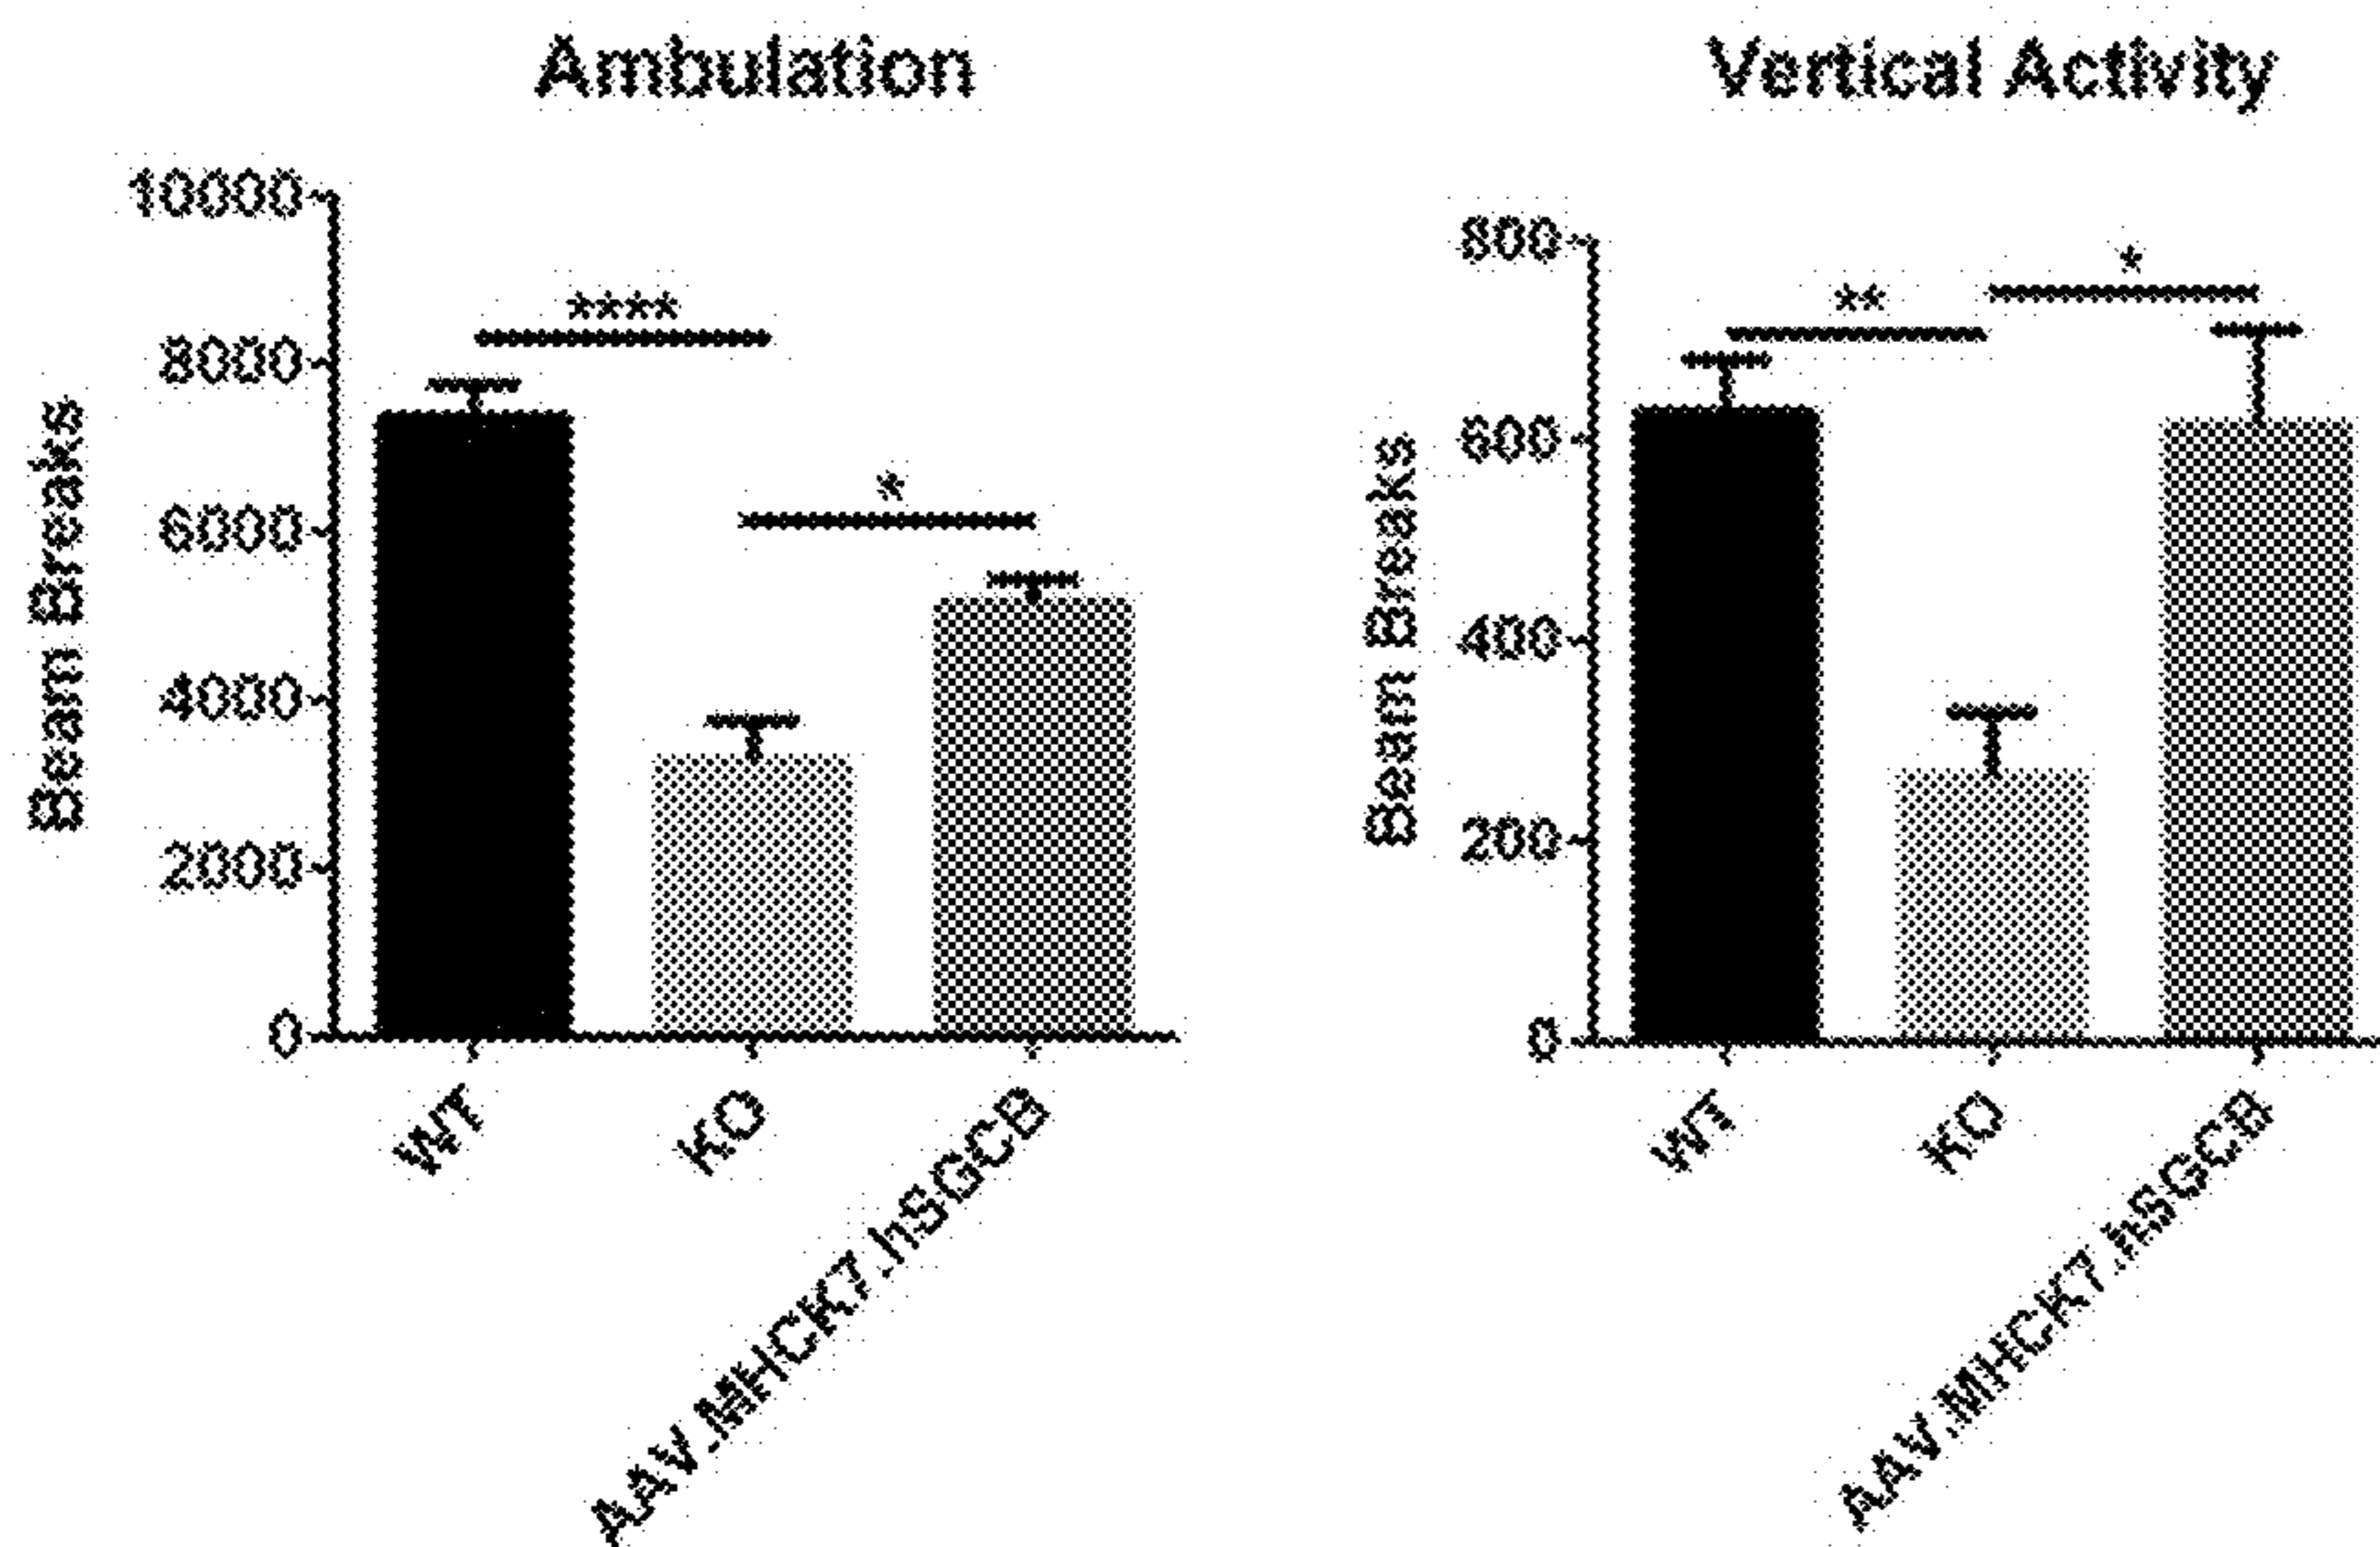 Ambulation
Beam Breaks
10000
8000
6000
4000
2000
0
****
*
WT
KO
AAV.MHCK7.hSGCB
Vertical Activity
Beam Breaks
800
600
400
200
0
**
*
WT
KO
AAV.MHCK7.hSGCB